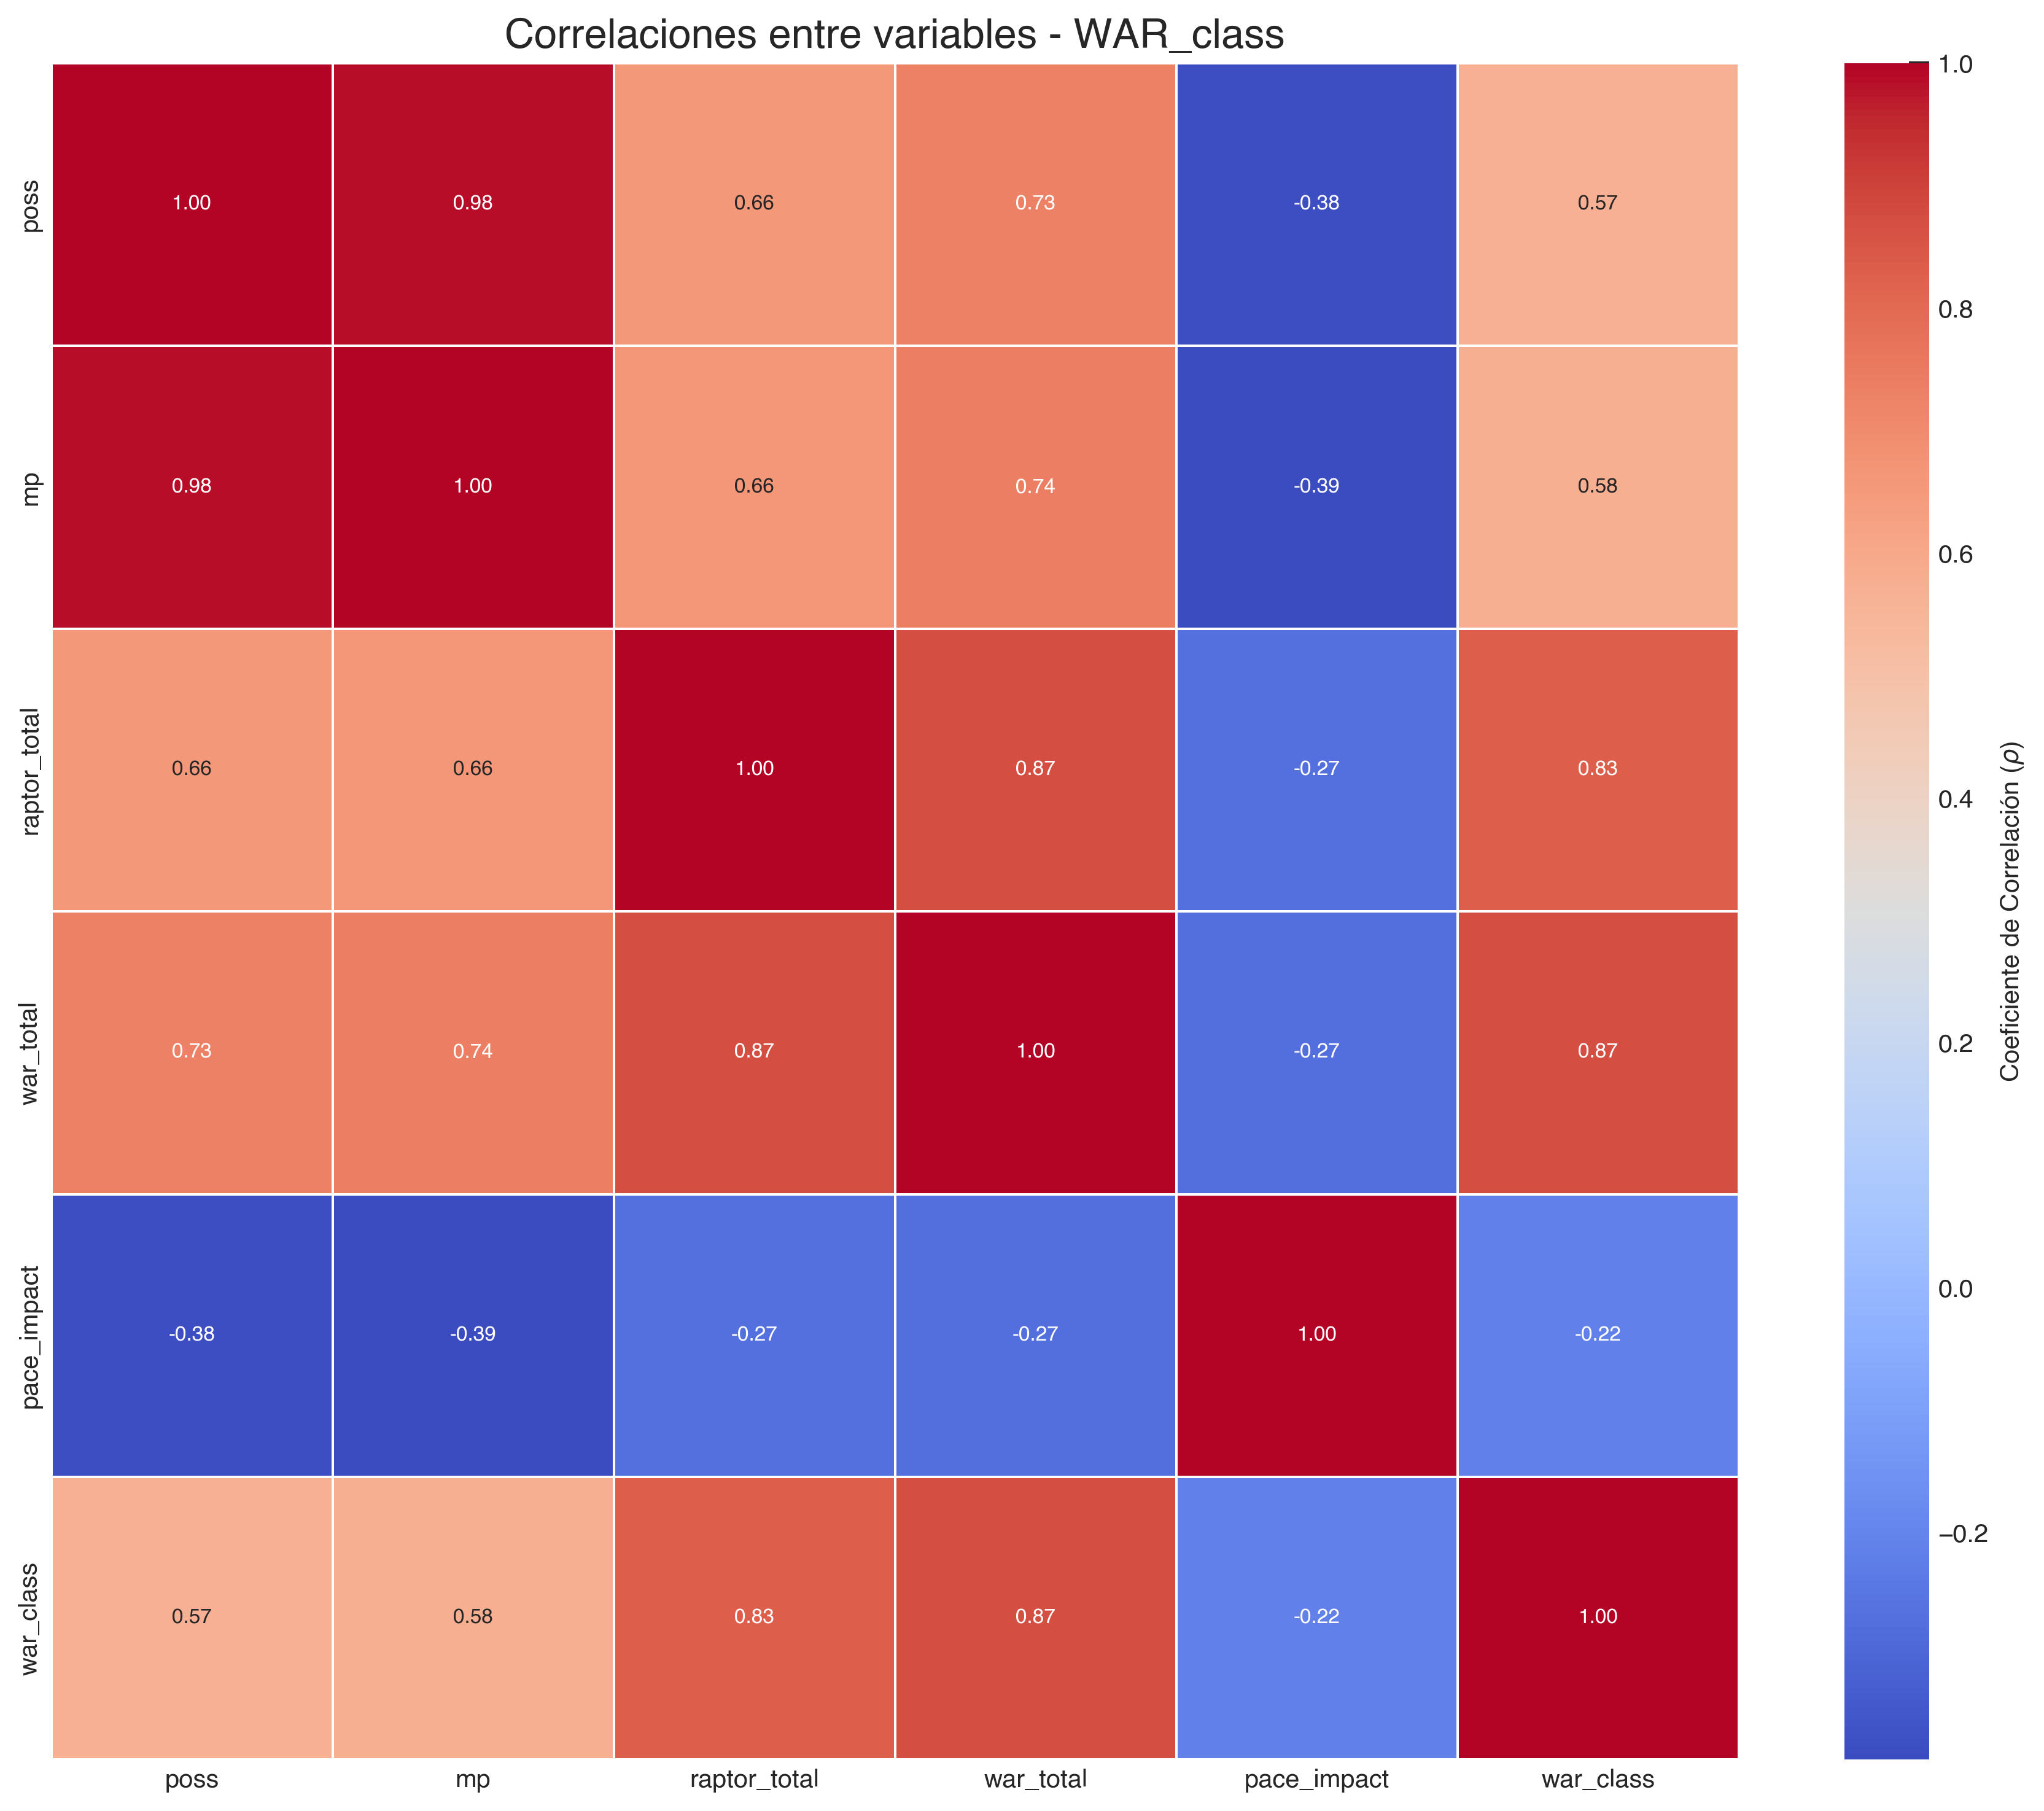 Correlaciones entre variables - WAR_class
poss 1.00 0.98 0.66 0.73 -0.38 0.57
mp 0.98 1.00 0.66 0.74 -0.39 0.58
raptor_total 0.66 0.66 1.00 0.87 -0.27 0.83
war_total 0.73 0.74 0.87 1.00 -0.27 0.87
pace_impact -0.38 -0.39 -0.27 -0.27 1.00 -0.22
war_class 0.57 0.58 0.83 0.87 -0.22 1.00
poss mp raptor_total war_total pace_impact war_class
1.0
0.8
0.6
0.4
0.2
0.0
−0.2
Coeficiente de Correlación (ρ)